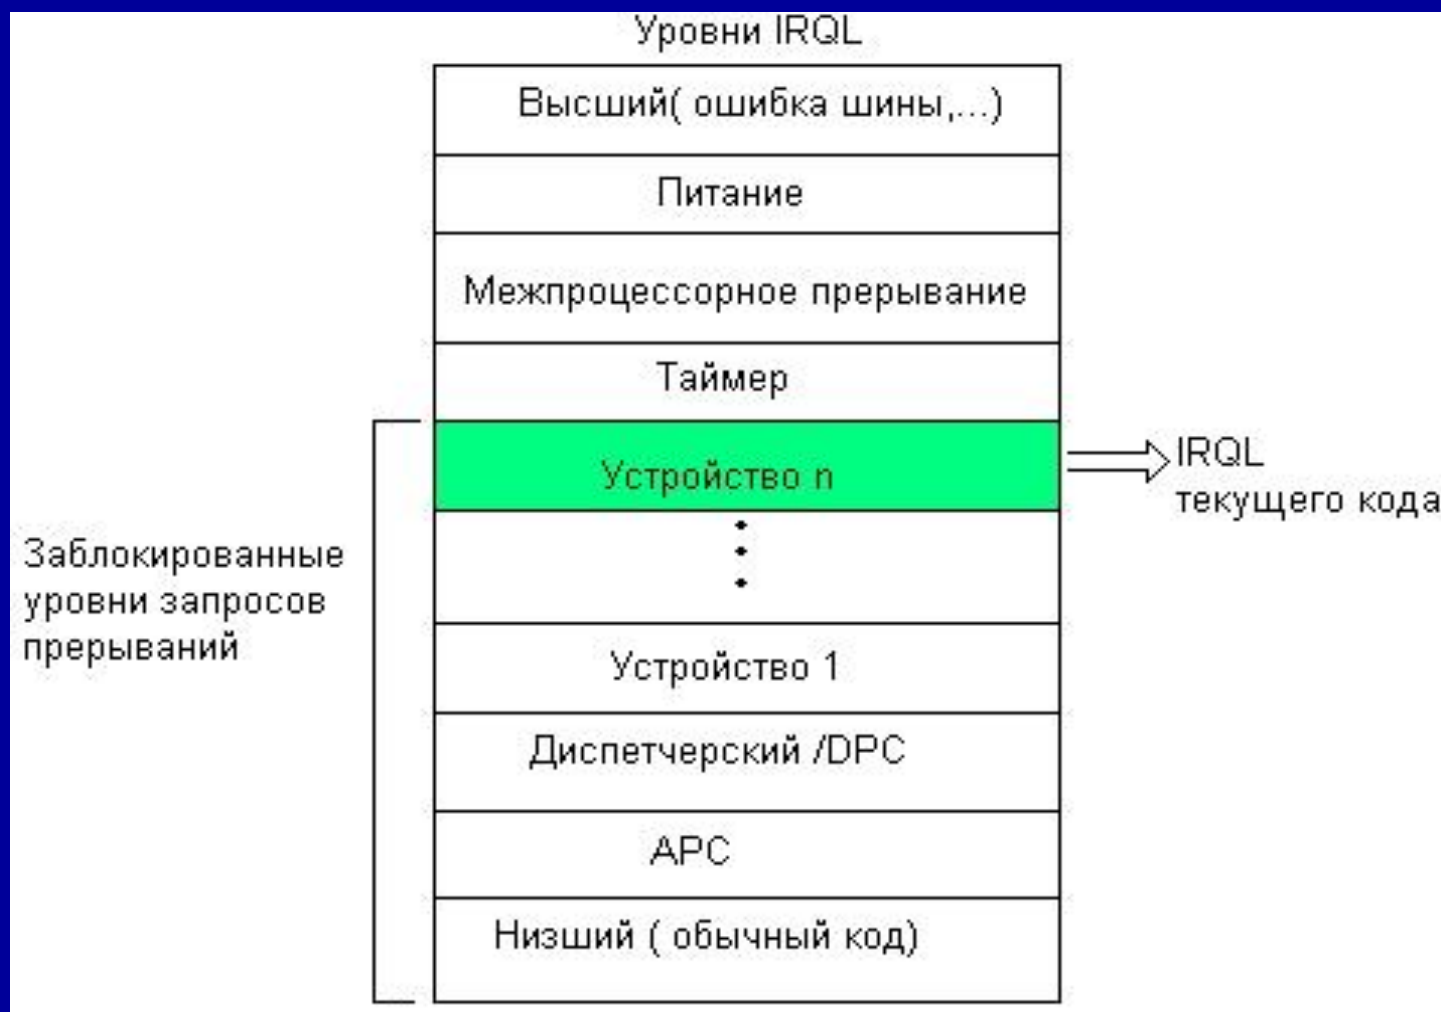 Уровни IRQL
Высший( ошибка шины,...)
Питание
Межпроцессорное прерывание
Таймер
Устройство n
IRQL
текущего кода
Заблокированные
уровни запросов
прерываний
Устройство 1
Диспетчерский /DPC
APC
Низший ( обычный код)